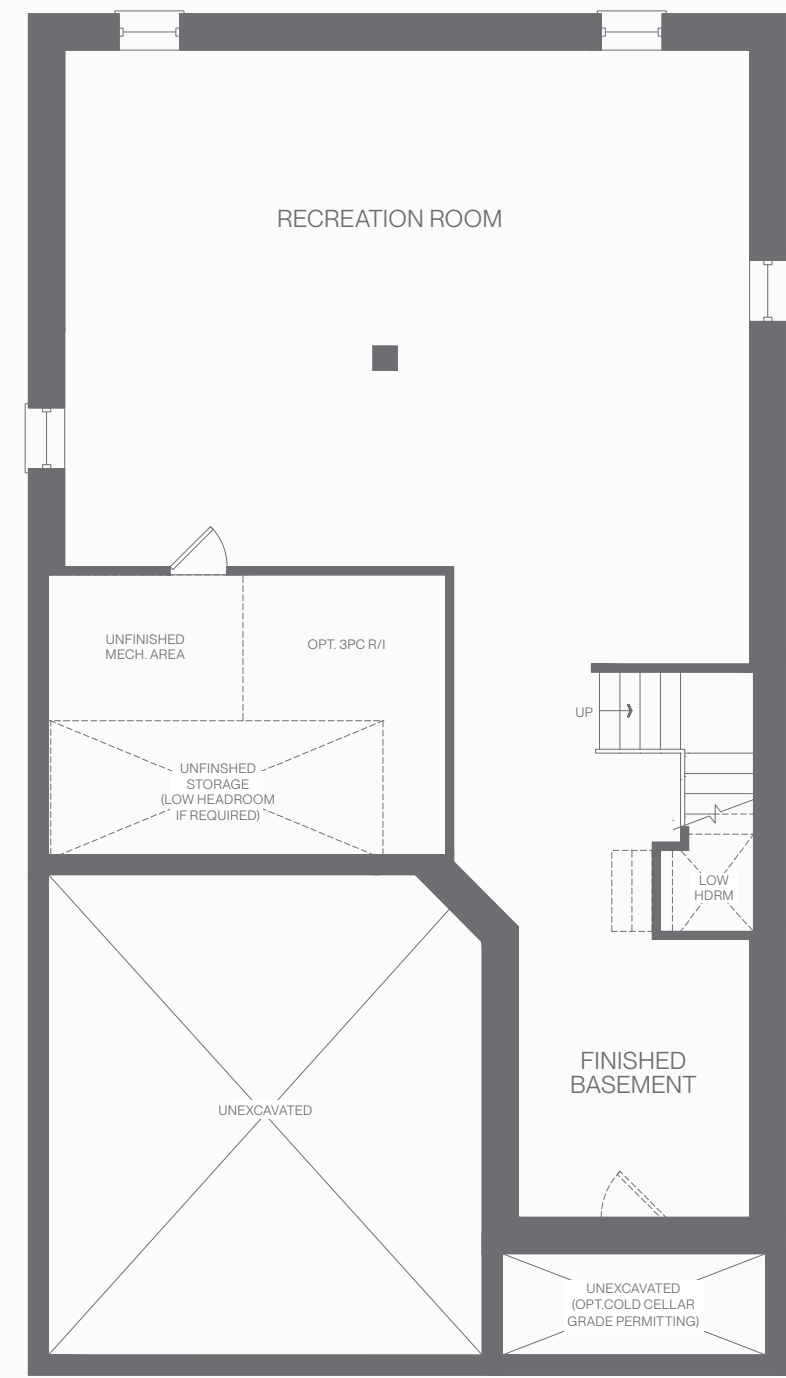 RECREATION ROOM
UNFINISHED
MECH. AREA
OPT. 3PC R/I
UP
UNFINSHED
STORAGE
(LOW HEADROOM
IF REQUIRED)
LOW
HDRM
FINISHED
BASEMENT
UNEXCAVATED
UNEXCAVATED
(OPT.COLD CELLAR
GRADE PERMITTING)